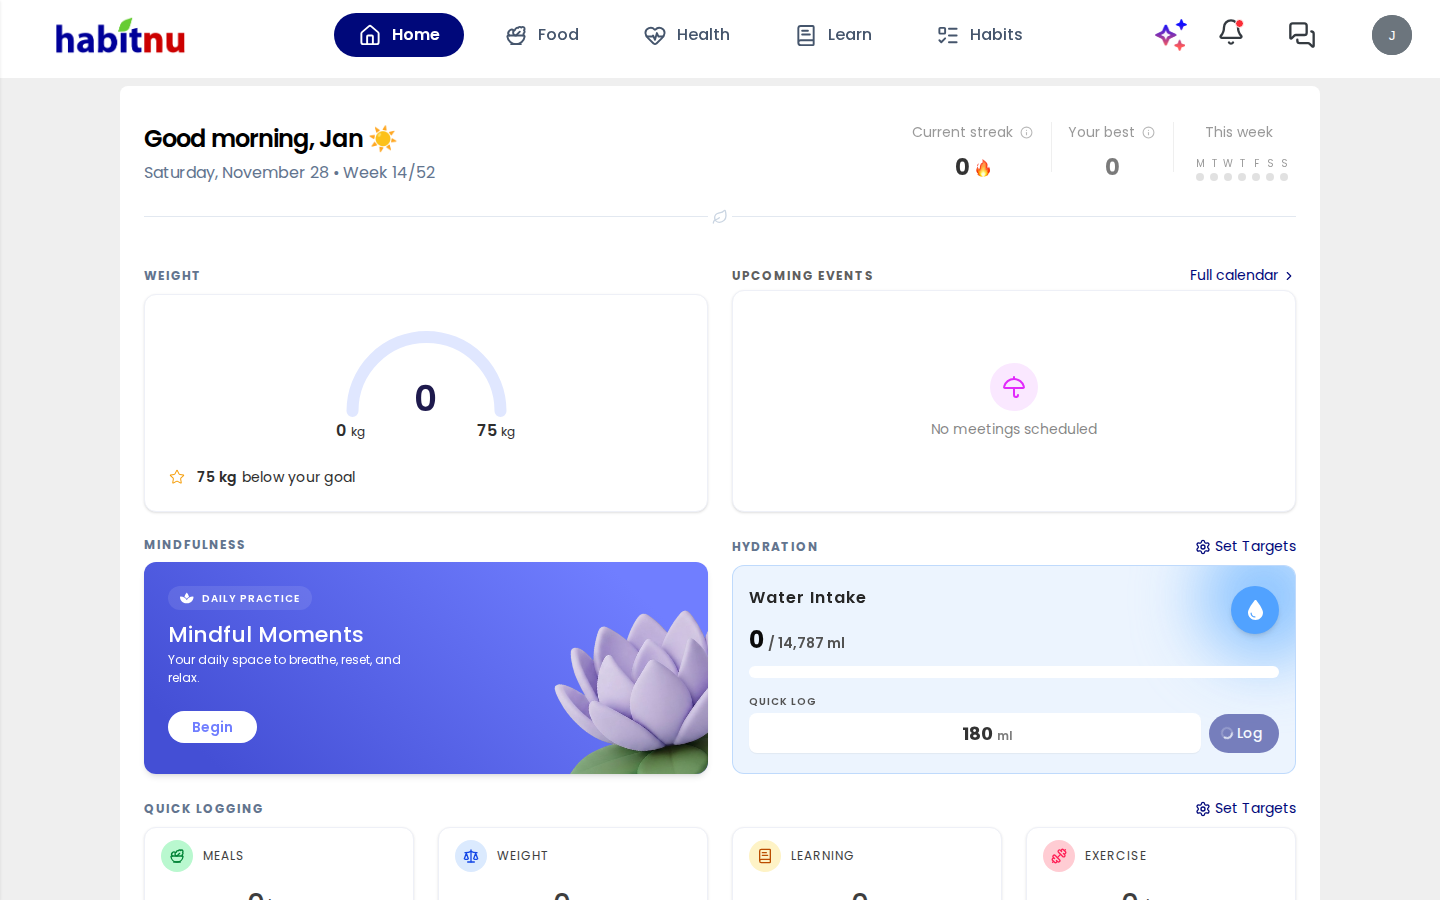 habitnu
Home
Food
Health
Learn
Habits
J
Good morning, Jan ☀️
Saturday, November 28 • Week 14/52
Current streak
0 🔥
Your best
0
This week
M T W T F S S
WEIGHT
0
0 kg
75 kg
75 kg below your goal
UPCOMING EVENTS
Full calendar
No meetings scheduled
MINDFULNESS
DAILY PRACTICE
Mindful Moments
Your daily space to breathe, reset, and
relax.
Begin
HYDRATION
Set Targets
Water Intake
0 / 14,787 ml
QUICK LOG
180 ml
Log
QUICK LOGGING
Set Targets
MEALS
WEIGHT
LEARNING
EXERCISE